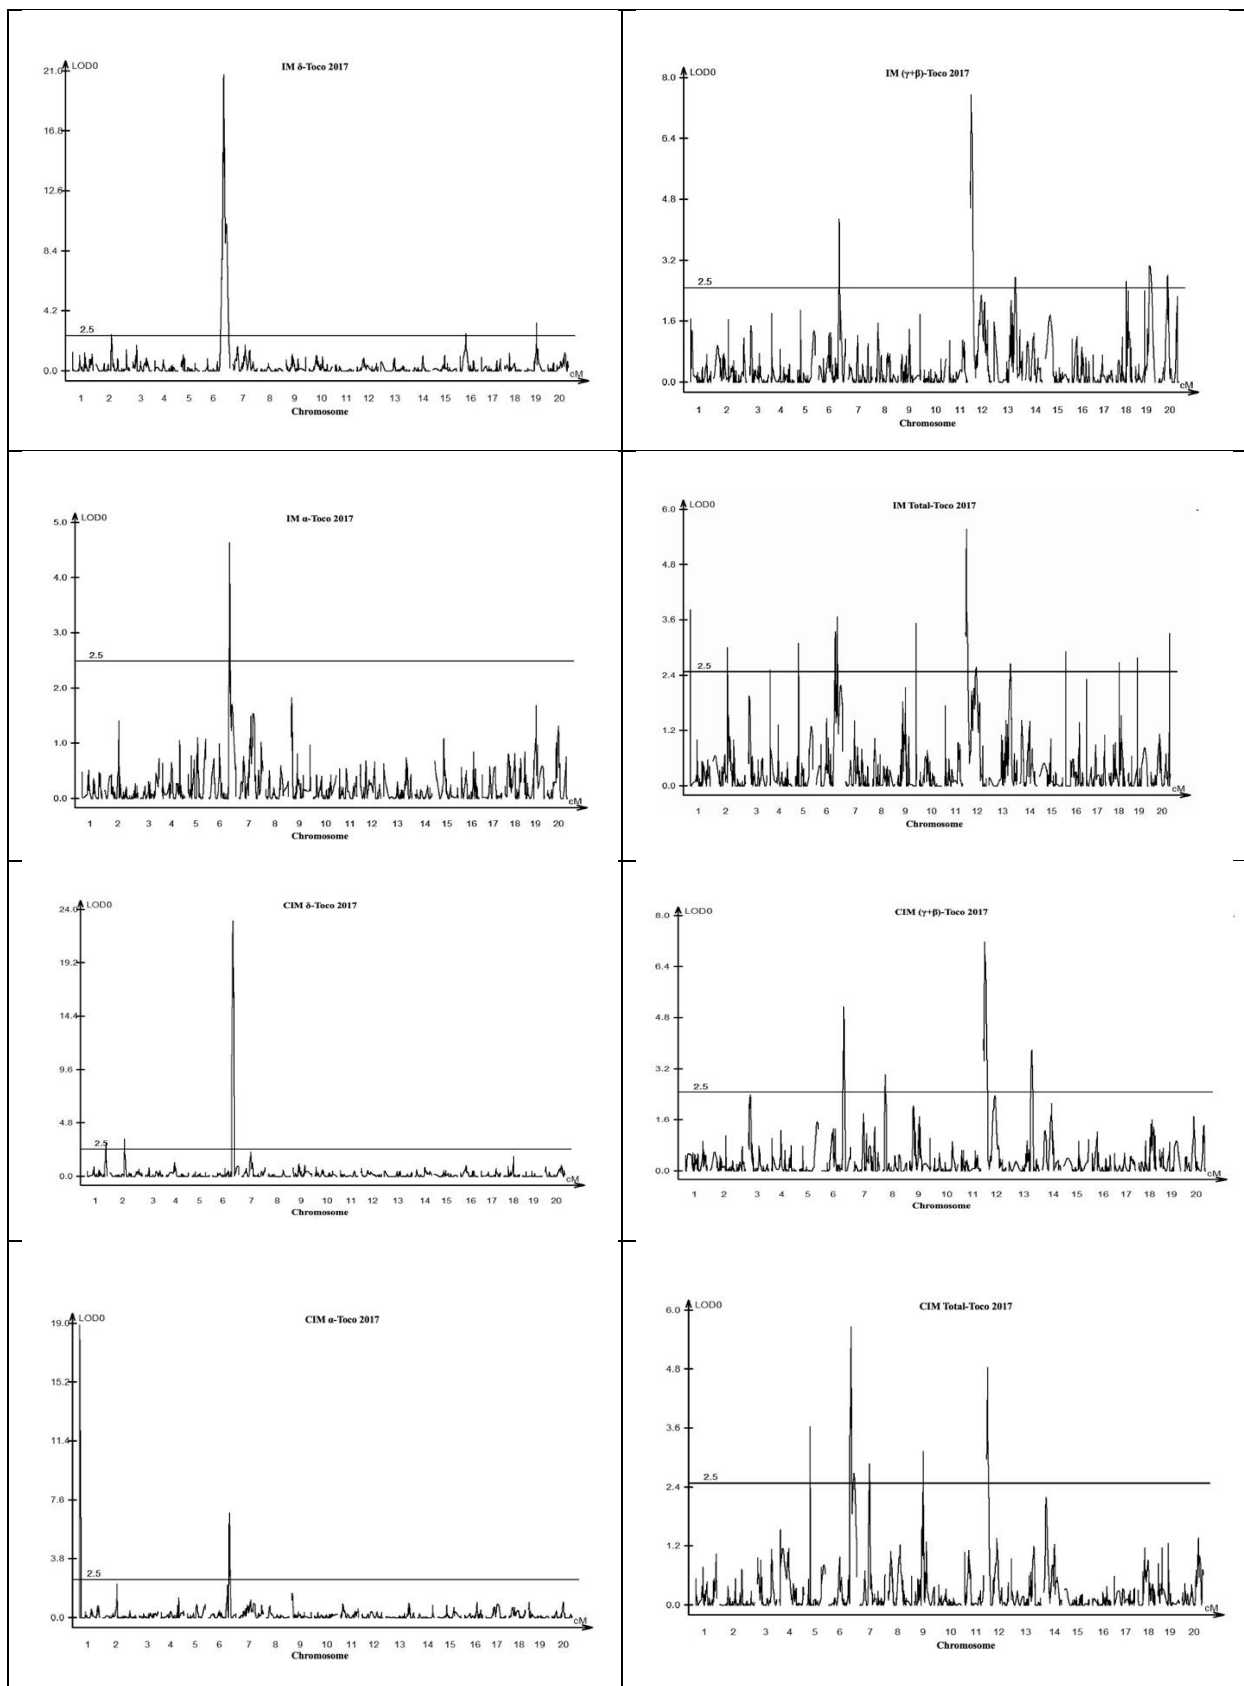 IM δ-Toco 2017
LOD0
21.0
16.8
12.6
8.4
4.2
2.5
0.0
cM
1 2 3 4 5 6 7 8 9 10 11 12 13 14 15 16 17 18 19 20
Chromosome
IM (γ+β)-Toco 2017
LOD0
8.0
6.4
4.8
3.2
2.5
1.6
0.0
cM
1 2 3 4 5 6 7 8 9 10 11 12 13 14 15 16 17 18 19 20
Chromosome
IM α-Toco 2017
LOD0
5.0
4.0
3.0
2.5
2.0
1.0
0.0
cM
1 2 3 4 5 6 7 8 9 10 11 12 13 14 15 16 17 18 19 20
Chromosome
IM Total-Toco 2017
LOD0
6.0
4.8
3.6
2.5
2.4
1.2
0.0
cM
1 2 3 4 5 6 7 8 9 10 11 12 13 14 15 16 17 18 19 20
Chromosome
CIM δ-Toco 2017
LOD0
24.0
19.2
14.4
9.6
4.8
2.5
0.0
cM
1 2 3 4 5 6 7 8 9 10 11 12 13 14 15 16 17 18 19 20
Chromosome
CIM (γ+β)-Toco 2017
LOD0
8.0
6.4
4.8
3.2
2.5
1.6
0.0
cM
1 2 3 4 5 6 7 8 9 10 11 12 13 14 15 16 17 18 19 20
Chromosome
CIM α-Toco 2017
LOD0
19.0
15.2
11.4
7.6
3.8
2.5
0.0
cM
1 2 3 4 5 6 7 8 9 10 11 12 13 14 15 16 17 18 19 20
Chromosome
CIM Total-Toco 2017
LOD0
6.0
4.8
3.6
2.5
2.4
1.2
0.0
cM
1 2 3 4 5 6 7 8 9 10 11 12 13 14 15 16 17 18 19 20
Chromosome